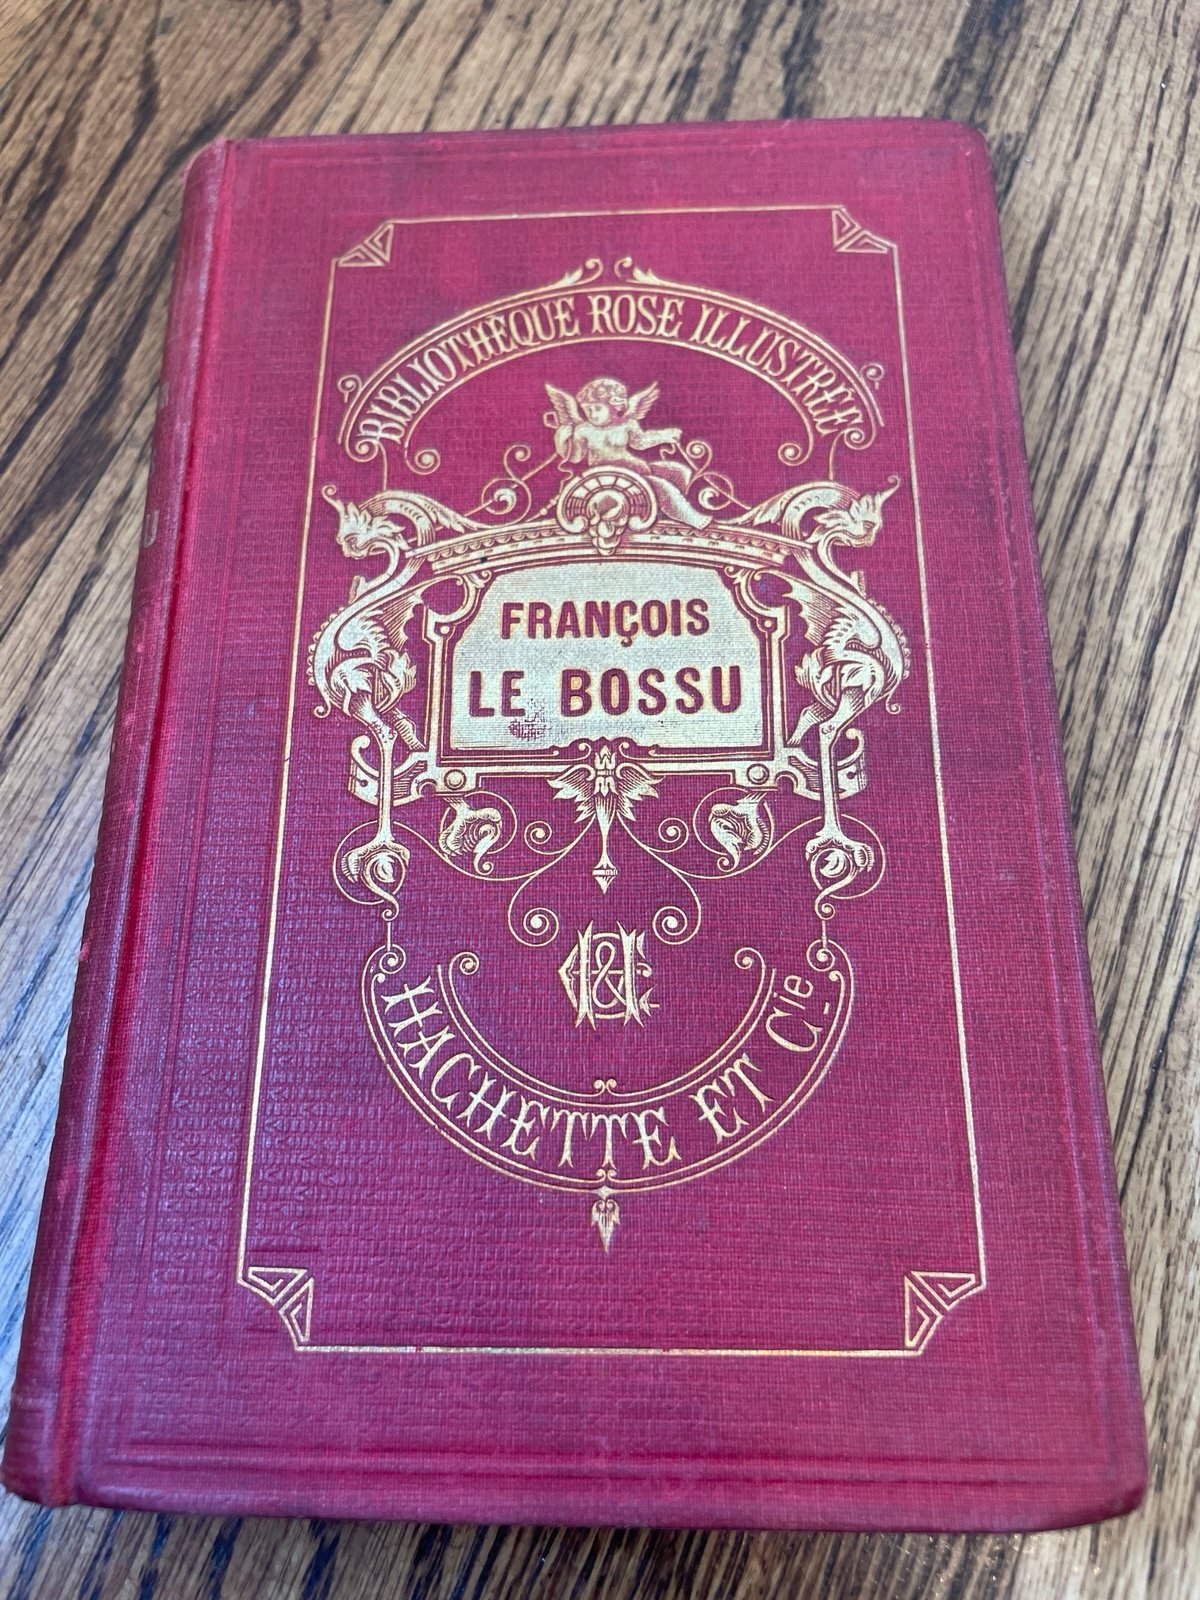 BIBLIOTHÈQUE ROSE ILLUSTRÉE
FRANÇOIS
LE BOSSU
H & C
HACHETTE ET Cie